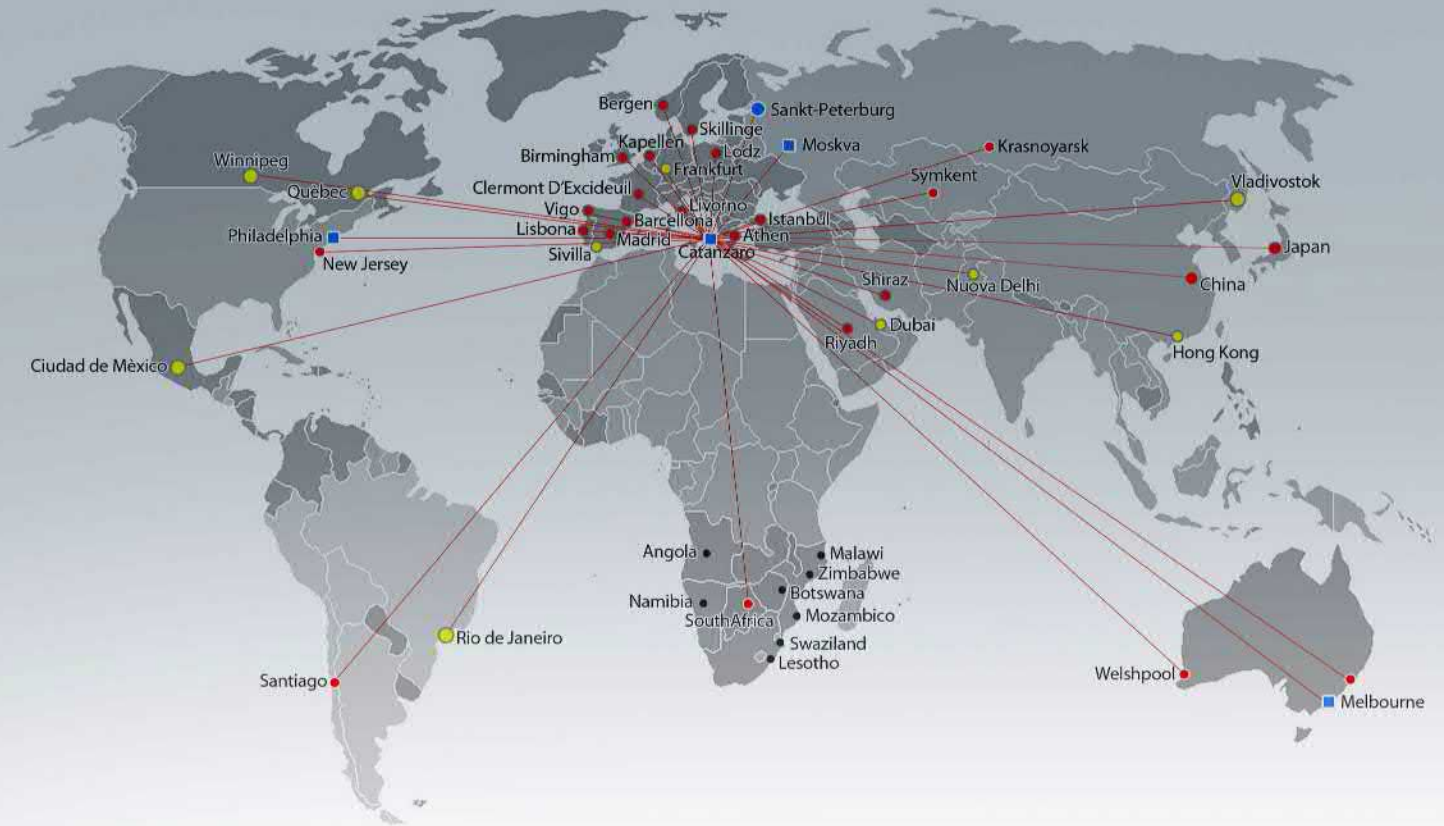 Bergen
Sankt-Peterburg
Skillinge
Kapellen
Lodz
Moskva
Krasnoyarsk
Birmingham
Frankfurt
Winnipeg
Symkent
Vladivostok
Quèbec
Clermont D'Excideuil
Livorno
Vigo
Barcellona
Istanbul
Lisbona
Madrid
Athen
Philadelphia
Sivilla
Catanzaro
Japan
New Jersey
Shiraz
Nuova Delhi
China
Dubai
Riyadh
Hong Kong
Ciudad de Mèxico
Angola
Malawi
Zimbabwe
Botswana
Namibia
SouthAfrica
Mozambico
Rio de Janeiro
Swaziland
Lesotho
Santiago
Welshpool
Melbourne